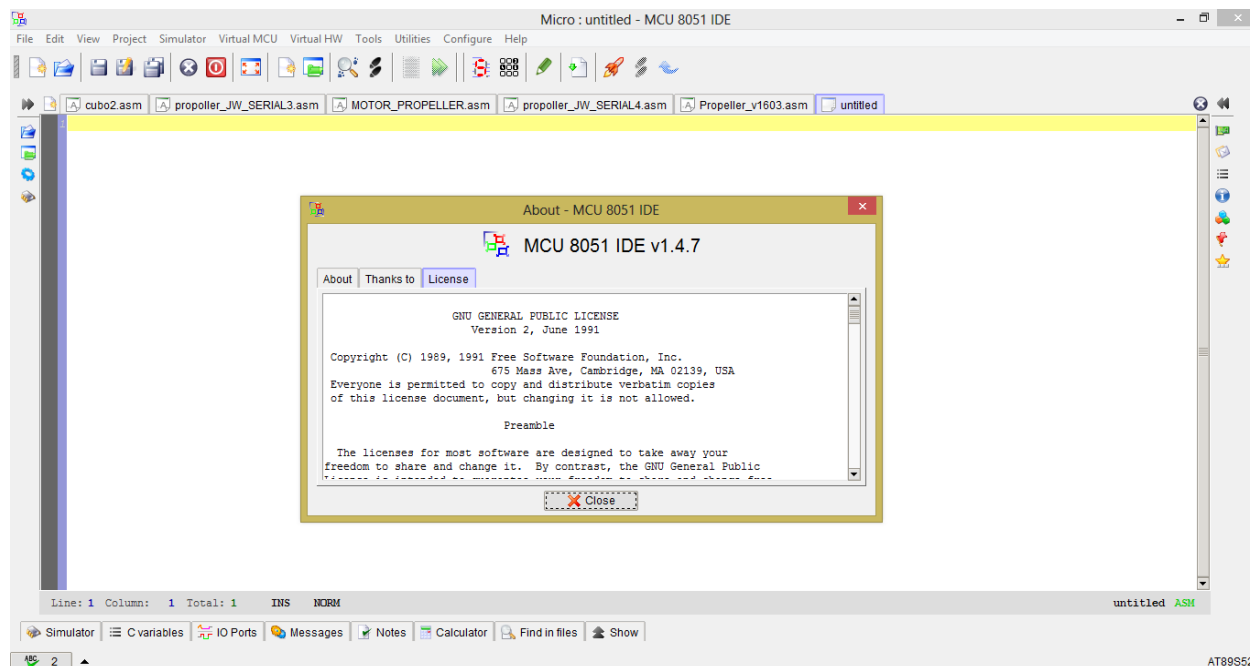 Micro : untitled - MCU 8051 IDE
File Edit View Project Simulator Virtual MCU Virtual HW Tools Utilities Configure Help
cubo2.asm propoller_JW_SERIAL3.asm MOTOR_PROPELLER.asm propoller_JW_SERIAL4.asm Propeller_v1603.asm untitled
1
About - MCU 8051 IDE
MCU 8051 IDE v1.4.7
About Thanks to License
GNU GENERAL PUBLIC LICENSE
Version 2, June 1991
Copyright (C) 1989, 1991 Free Software Foundation, Inc.
675 Mass Ave, Cambridge, MA 02139, USA
Everyone is permitted to copy and distribute verbatim copies
of this license document, but changing it is not allowed.
Preamble
The licenses for most software are designed to take away your
freedom to share and change it. By contrast, the GNU General Public
Close
Line: 1 Column: 1 Total: 1 INS NORM untitled ASM
Simulator C variables IO Ports Messages Notes Calculator Find in files Show
ABC 2 AT89S52